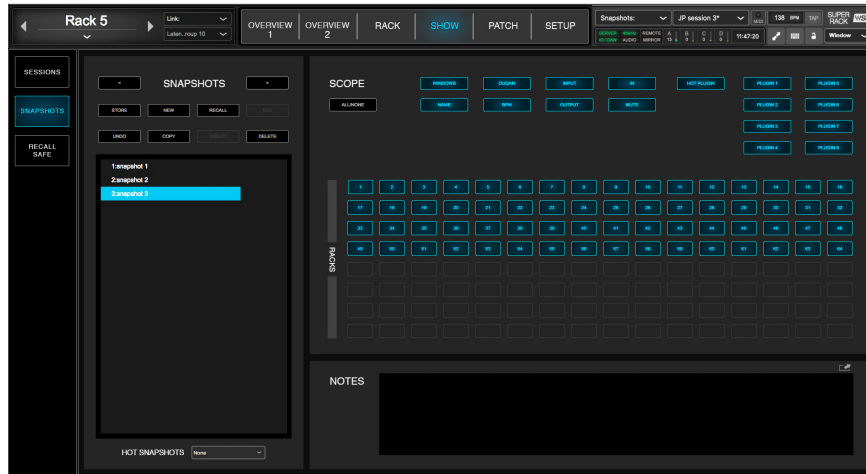 Rack 5
Link:
Laten..roup 10
OVERVIEW 1
OVERVIEW 2
RACK
SHOW
PATCH
SETUP
Snapshots:
JP session 3*
MIDI
138 BPM
TAP
SUPER RACK
SERVER
AUDIO
REMOTE
MIRROR
A
B
C
D
11:47:20
Window
SESSIONS
SNAPSHOTS
RECALL SAFE
SNAPSHOTS
STORE
NEW
RECALL
UNDO
COPY
DELETE
1:snapshot 1
2:snapshot 2
3:snapshot 3
HOT SNAPSHOTS
None
SCOPE
ALL/NONE
WINDOWS
DUGAN
INPUT
IN
HOT PLUGIN
PLUGIN 1
PLUGIN 5
NAME
BPM
OUTPUT
MUTE
PLUGIN 2
PLUGIN 6
PLUGIN 3
PLUGIN 7
PLUGIN 4
PLUGIN 8
RACKS
1 2 3 4 5 6 7 8 9 10 11 12 13 14 15 16
17 18 19 20 21 22 23 24 25 26 27 28 29 30 31 32
33 34 35 36 37 38 39 40 41 42 43 44 45 46 47 48
49 50 51 52 53 54 55 56 57 58 59 60 61 62 63 64
NOTES